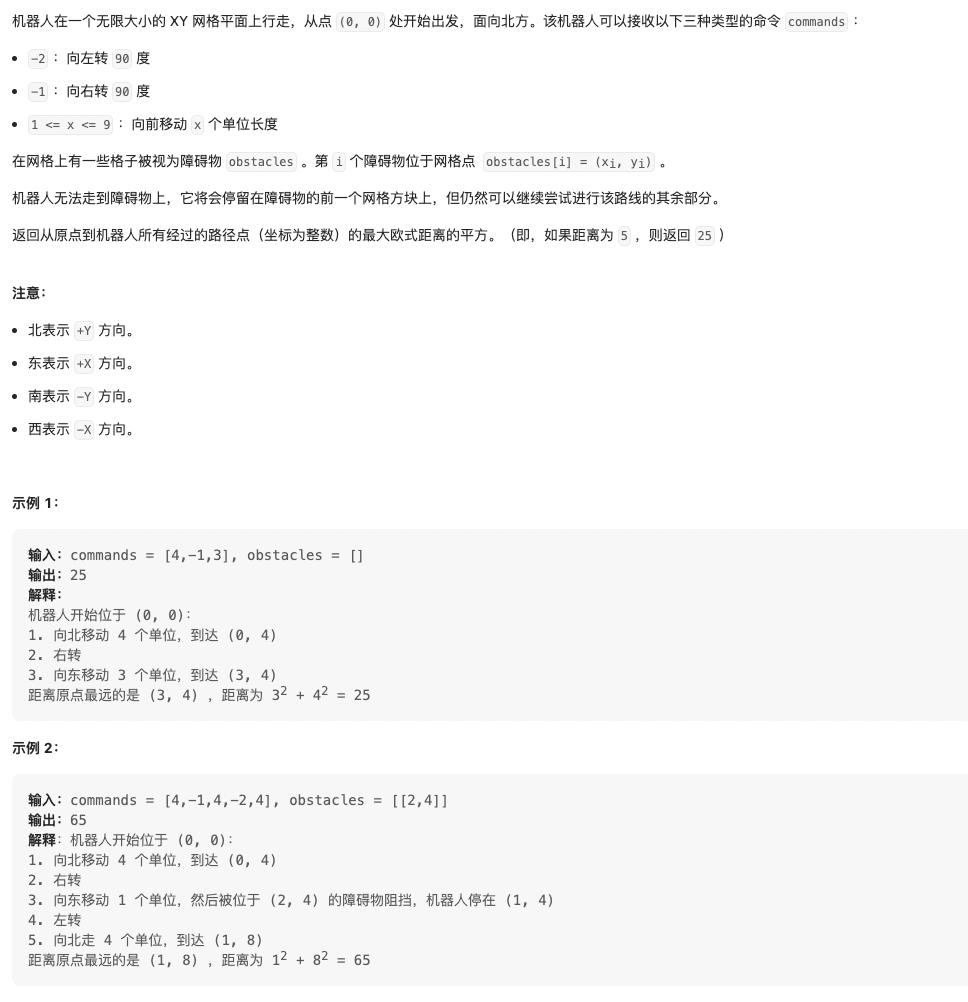 机器人在一个无限大小的 XY 网格平面上行走，从点 (0, 0) 处开始出发，面向北方。该机器人可以接收以下三种类型的命令 commands ：
• -2 ：向左转 90 度
• -1 ：向右转 90 度
• 1 <= x <= 9 ：向前移动 x 个单位长度
在网格上有一些格子被视为障碍物 obstacles 。第 i 个障碍物位于网格点 obstacles[i] = (xi, yi) 。
机器人无法走到障碍物上，它将会停留在障碍物的前一个网格方块上，但仍然可以继续尝试进行该路线的其余部分。
返回从原点到机器人所有经过的路径点（坐标为整数）的最大欧式距离的平方。（即，如果距离为 5 ，则返回 25 ）
注意：
• 北表示 +Y 方向。
• 东表示 +X 方向。
• 南表示 -Y 方向。
• 西表示 -X 方向。
示例 1：
输入：commands = [4,-1,3], obstacles = []
输出：25
解释：
机器人开始位于 (0, 0)：
1. 向北移动 4 个单位，到达 (0, 4)
2. 右转
3. 向东移动 3 个单位，到达 (3, 4)
距离原点最远的是 (3, 4) ，距离为 3² + 4² = 25
示例 2：
输入：commands = [4,-1,4,-2,4], obstacles = [[2,4]]
输出：65
解释：机器人开始位于 (0, 0)：
1. 向北移动 4 个单位，到达 (0, 4)
2. 右转
3. 向东移动 1 个单位，然后被位于 (2, 4) 的障碍物阻挡，机器人停在 (1, 4)
4. 左转
5. 向北走 4 个单位，到达 (1, 8)
距离原点最远的是 (1, 8) ，距离为 1² + 8² = 65